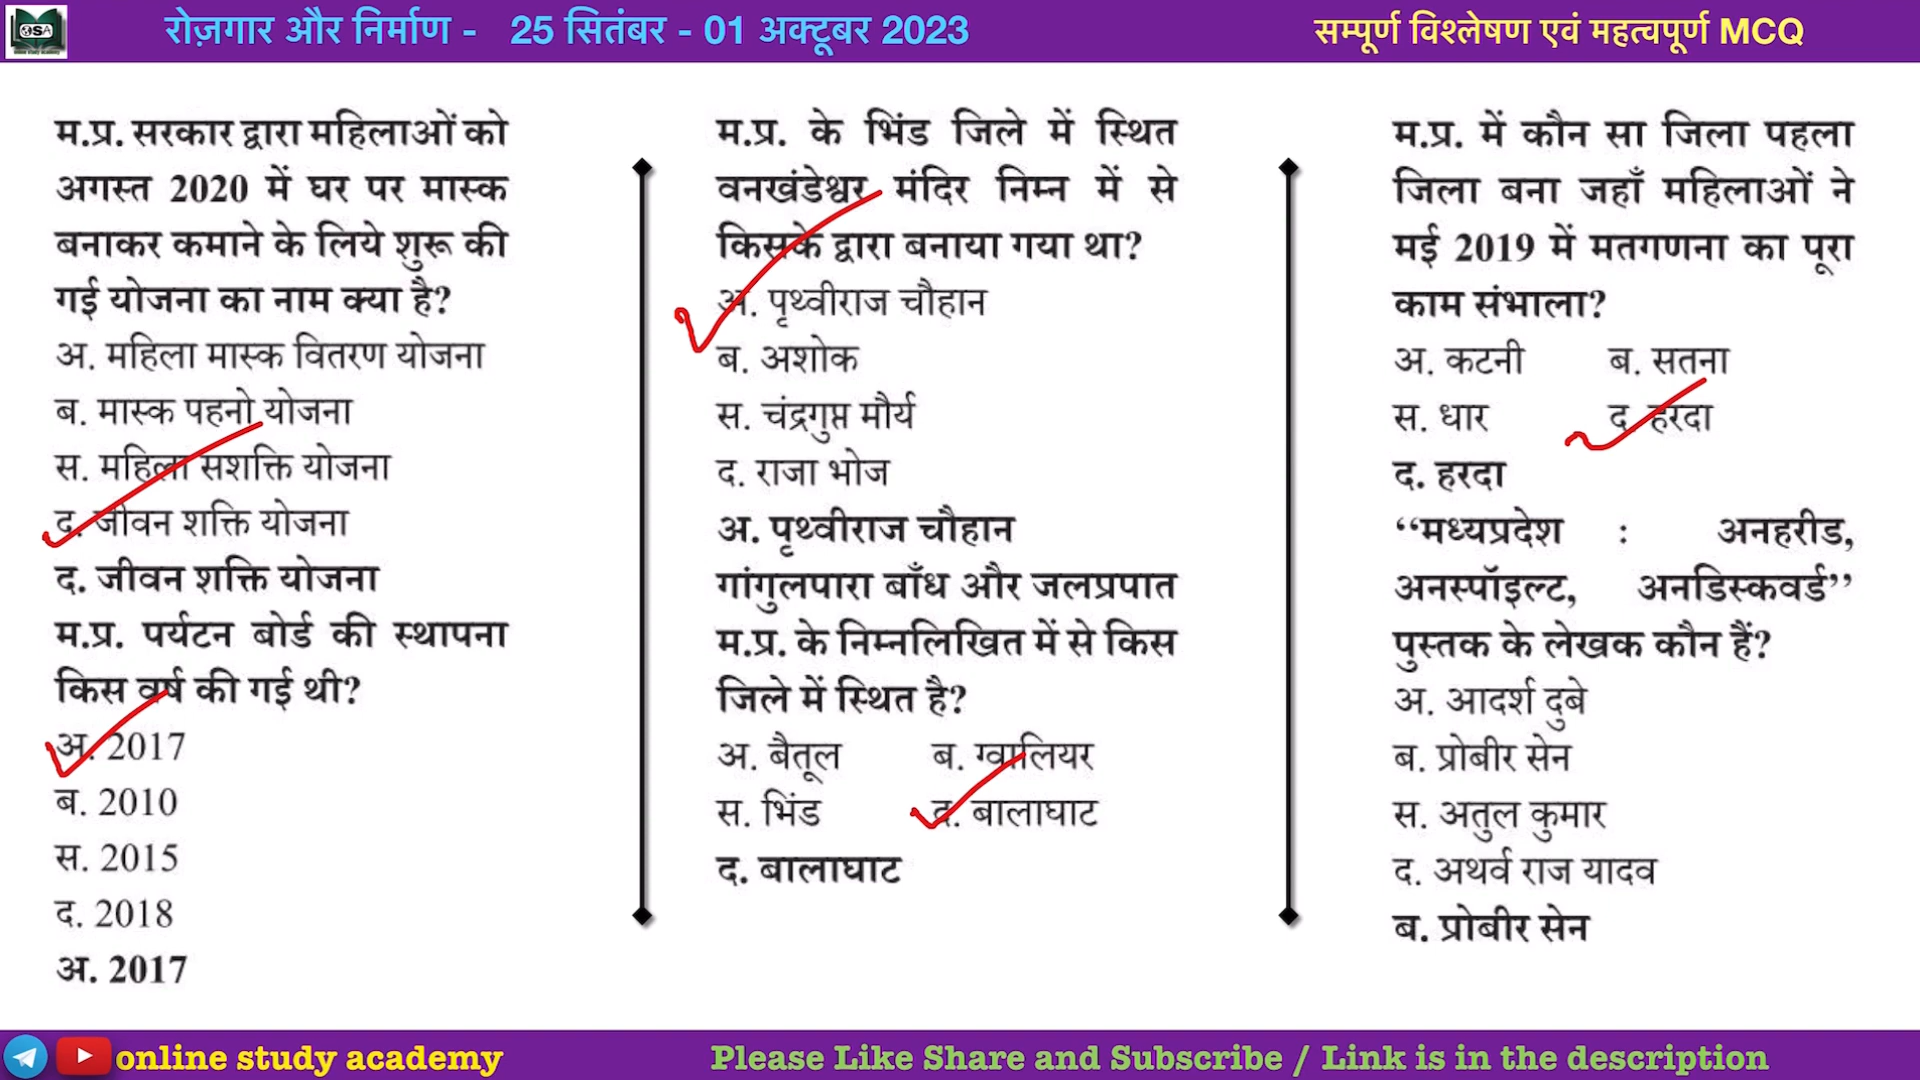 OSA
रोज़गार और निर्माण - 25 सितंबर - 01 अक्टूबर 2023
सम्पूर्ण विश्लेषण एवं महत्वपूर्ण MCQ
म.प्र. सरकार द्वारा महिलाओं को
अगस्त 2020 में घर पर मास्क
बनाकर कमाने के लिये शुरू की
गई योजना का नाम क्या है?
अ. महिला मास्क वितरण योजना
ब. मास्क पहनो योजना
स. महिला सशक्ति योजना
द. जीवन शक्ति योजना
द. जीवन शक्ति योजना
म.प्र. पर्यटन बोर्ड की स्थापना
किस वर्ष की गई थी?
अ. 2017
ब. 2010
स. 2015
द. 2018
अ. 2017
म.प्र. के भिंड जिले में स्थित
वनखंडेश्वर मंदिर निम्न में से
किसके द्वारा बनाया गया था?
अ. पृथ्वीराज चौहान
ब. अशोक
स. चंद्रगुप्त मौर्य
द. राजा भोज
अ. पृथ्वीराज चौहान
गांगुलपारा बाँध और जलप्रपात
म.प्र. के निम्नलिखित में से किस
जिले में स्थित है?
अ. बैतूल ब. ग्वालियर
स. भिंड द. बालाघाट
द. बालाघाट
म.प्र. में कौन सा जिला पहला
जिला बना जहाँ महिलाओं ने
मई 2019 में मतगणना का पूरा
काम संभाला?
अ. कटनी ब. सतना
स. धार द. हरदा
द. हरदा
‘‘मध्यप्रदेश : अनहरीड,
अनस्पॉइल्ट, अनडिस्कवर्ड’’
पुस्तक के लेखक कौन हैं?
अ. आदर्श दुबे
ब. प्रोबीर सेन
स. अतुल कुमार
द. अथर्व राज यादव
ब. प्रोबीर सेन
online study academy
Please Like Share and Subscribe / Link is in the description